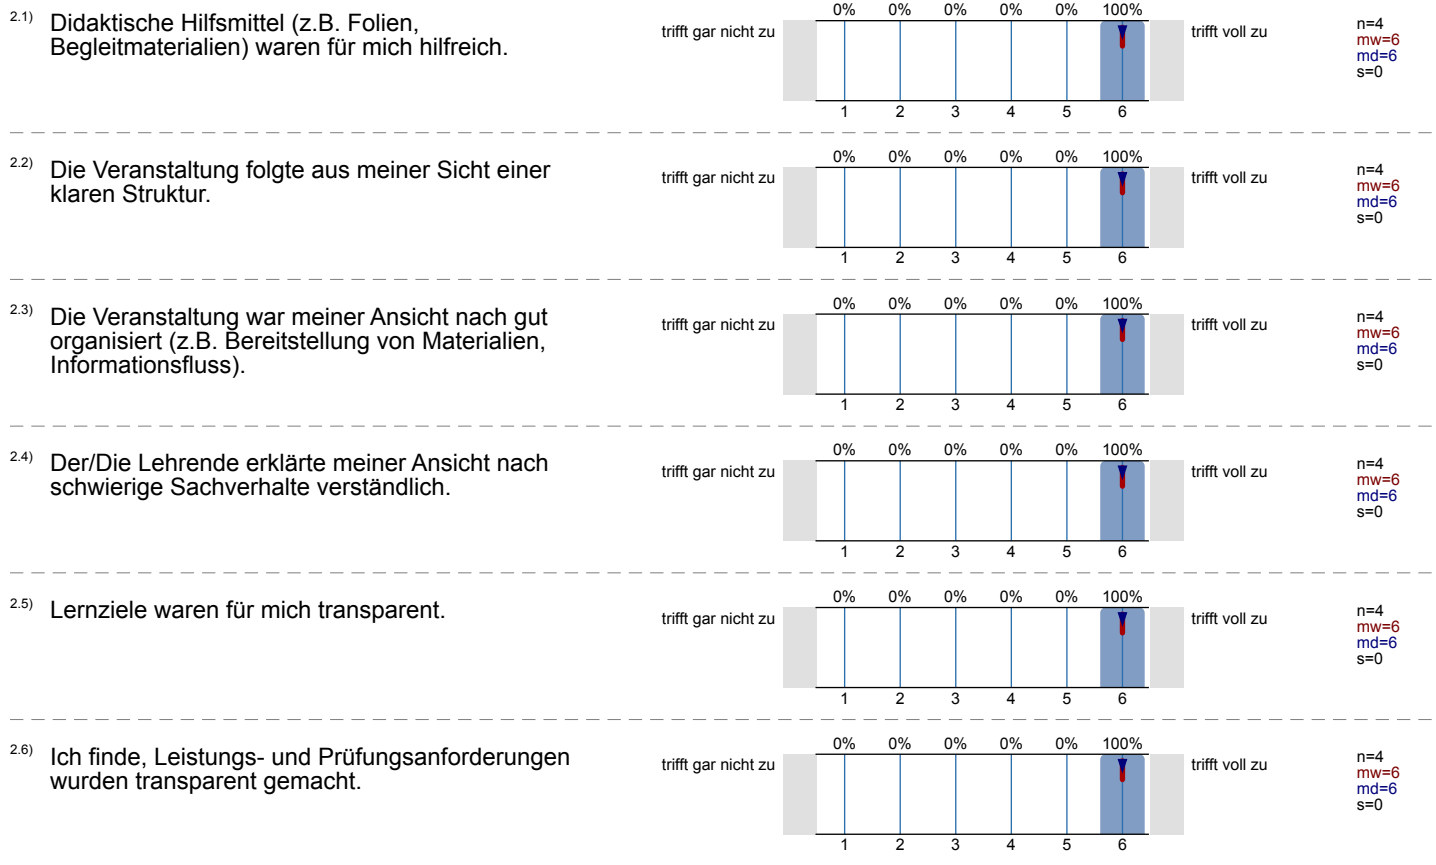 2.1) Didaktische Hilfsmittel (z.B. Folien,
Begleitmaterialien) waren für mich hilfreich.
trifft gar nicht zu
0% 0% 0% 0% 0% 100%
1 2 3 4 5 6
trifft voll zu
n=4
mw=6
md=6
s=0
2.2) Die Veranstaltung folgte aus meiner Sicht einer
klaren Struktur.
trifft gar nicht zu
0% 0% 0% 0% 0% 100%
1 2 3 4 5 6
trifft voll zu
n=4
mw=6
md=6
s=0
2.3) Die Veranstaltung war meiner Ansicht nach gut
organisiert (z.B. Bereitstellung von Materialien,
Informationsfluss).
trifft gar nicht zu
0% 0% 0% 0% 0% 100%
1 2 3 4 5 6
trifft voll zu
n=4
mw=6
md=6
s=0
2.4) Der/Die Lehrende erklärte meiner Ansicht nach
schwierige Sachverhalte verständlich.
trifft gar nicht zu
0% 0% 0% 0% 0% 100%
1 2 3 4 5 6
trifft voll zu
n=4
mw=6
md=6
s=0
2.5) Lernziele waren für mich transparent.
trifft gar nicht zu
0% 0% 0% 0% 0% 100%
1 2 3 4 5 6
trifft voll zu
n=4
mw=6
md=6
s=0
2.6) Ich finde, Leistungs- und Prüfungsanforderungen
wurden transparent gemacht.
trifft gar nicht zu
0% 0% 0% 0% 0% 100%
1 2 3 4 5 6
trifft voll zu
n=4
mw=6
md=6
s=0